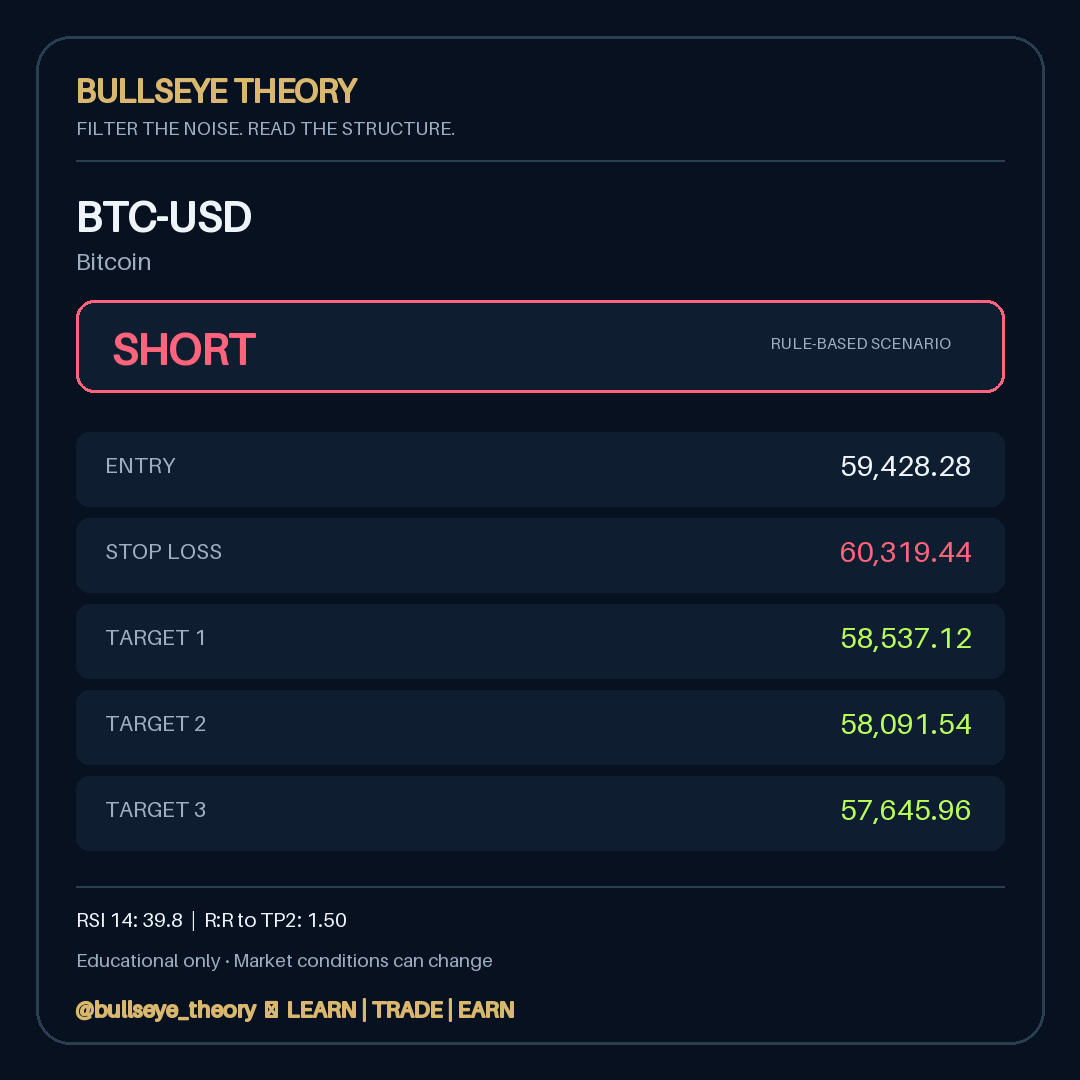 BULLSEYE THEORY
FILTER THE NOISE. READ THE STRUCTURE.
BTC-USD
Bitcoin
SHORT RULE-BASED SCENARIO
ENTRY 59,428.28
STOP LOSS 60,319.44
TARGET 1 58,537.12
TARGET 2 58,091.54
TARGET 3 57,645.96
RSI 14: 39.8 | R:R to TP2: 1.50
Educational only · Market conditions can change
@bullseye_theory LEARN | TRADE | EARN